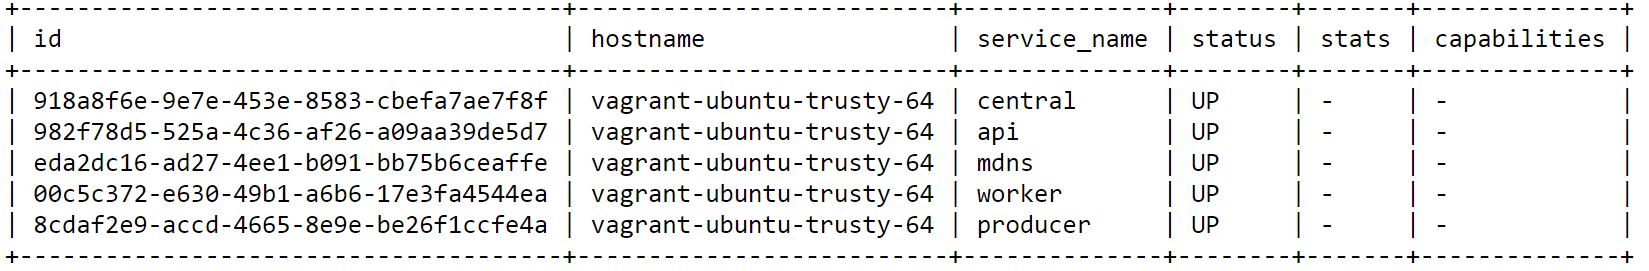 +--------------------------------------+--------------------------+--------------+--------+-------+--------------+
| id                                   | hostname                 | service_name | status | stats | capabilities |
+--------------------------------------+--------------------------+--------------+--------+-------+--------------+
| 918a8f6e-9e7e-453e-8583-cbefa7ae7f8f | vagrant-ubuntu-trusty-64 | central      | UP     | -     | -            |
| 982f78d5-525a-4c36-af26-a09aa39de5d7 | vagrant-ubuntu-trusty-64 | api          | UP     | -     | -            |
| eda2dc16-ad27-4ee1-b091-bb75b6ceaffe | vagrant-ubuntu-trusty-64 | mdns         | UP     | -     | -            |
| 00c5c372-e630-49b1-a6b6-17e3fa4544ea | vagrant-ubuntu-trusty-64 | worker       | UP     | -     | -            |
| 8cdaf2e9-accd-4665-8e9e-be26f1ccfe4a | vagrant-ubuntu-trusty-64 | producer     | UP     | -     | -            |
+--------------------------------------+--------------------------+--------------+--------+-------+--------------+